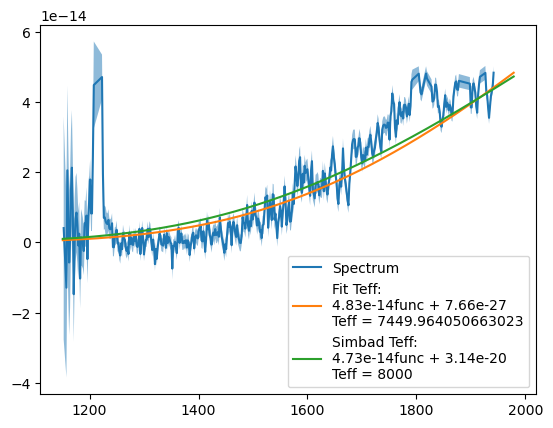 1e−14
6
4
2
0
−2
−4
1200
1400
1600
1800
2000
Spectrum
Fit Teff:
4.83e-14func + 7.66e-27
Teff = 7449.964050663023
Simbad Teff:
4.73e-14func + 3.14e-20
Teff = 8000